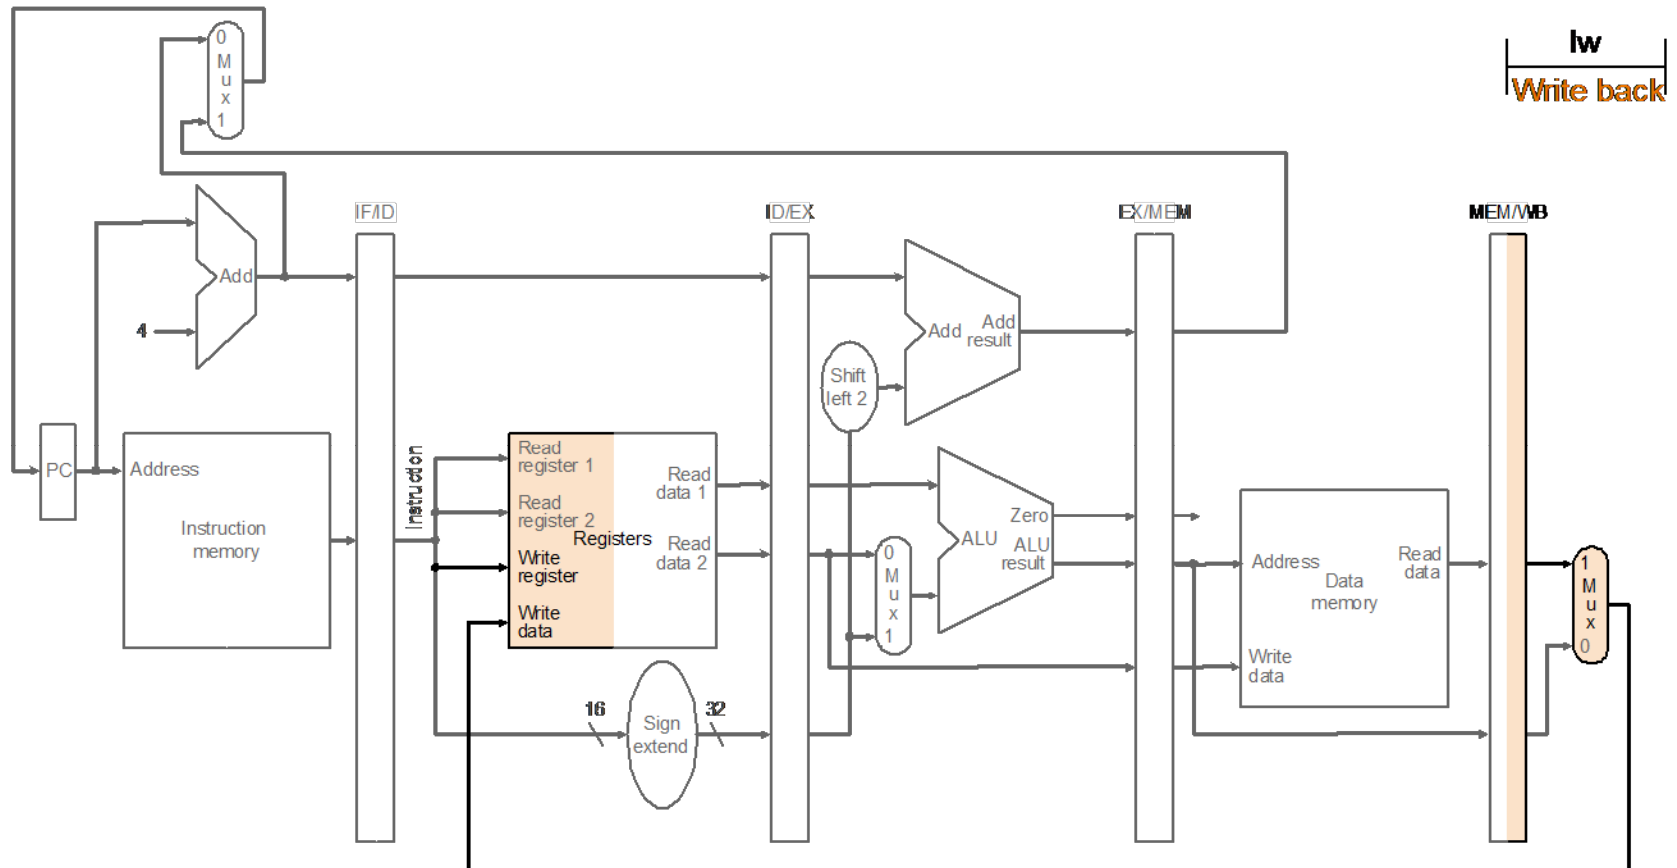 lw
Write back
0
M
u
x
1
IF/ID
ID/EX
EX/MEM
MEM/WB
Add
4
Add
Add
result
Shift
left 2
PC
Address
Instruction
memory
Instruction
Read
register 1
Read
register 2
Write
register
Write
data
Registers
Read
data 1
Read
data 2
16
Sign
extend
32
0
M
u
x
1
Zero
ALU
ALU
result
Address
Data
memory
Read
data
Write
data
1
M
u
x
0